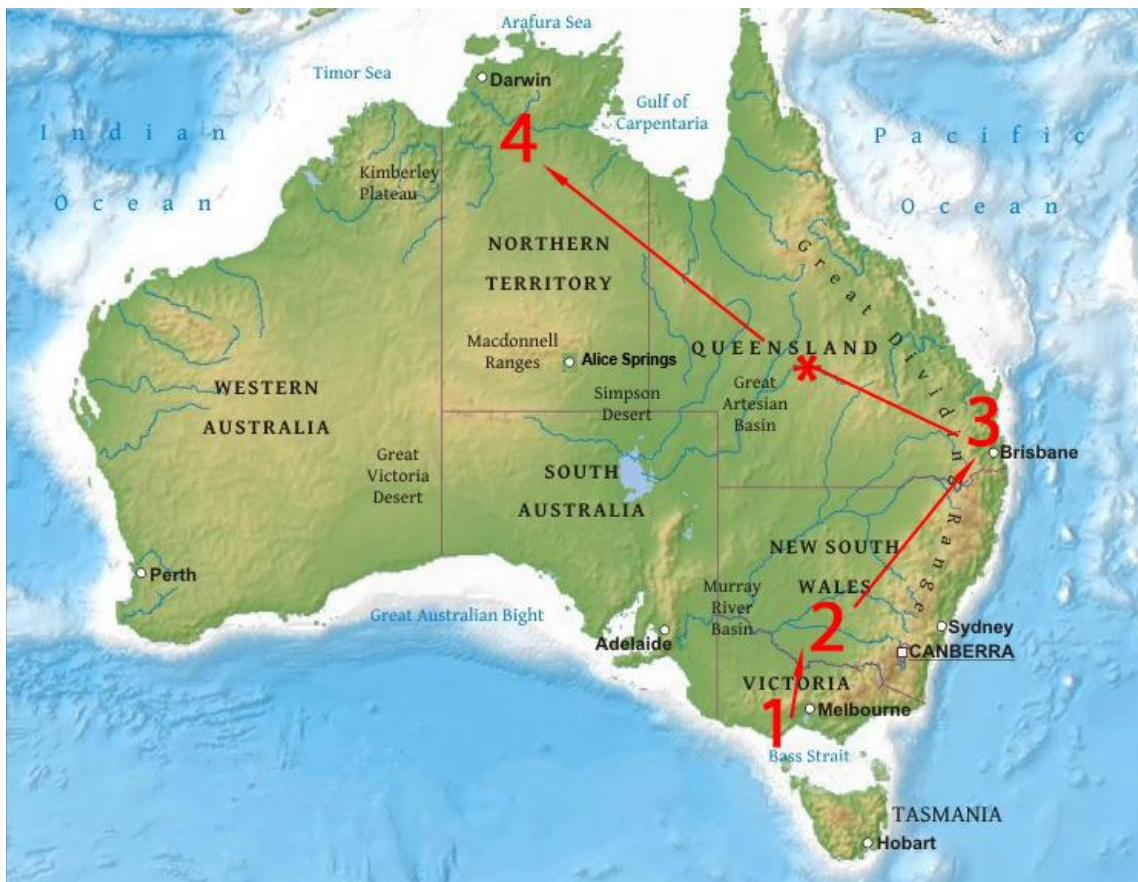 Arafura Sea
Timor Sea
Darwin
Gulf of
Carpentaria
Indian
Ocean
Pacific
Ocean
4
Kimberley
Plateau
NORTHERN
TERRITORY
Great Dividing Range
Macdonnell
Ranges
Alice Springs
QUEENSLAND
*
WESTERN
AUSTRALIA
Simpson
Desert
Great
Artesian
Basin
3
Brisbane
Great
Victoria
Desert
SOUTH
AUSTRALIA
NEW SOUTH
WALES
Perth
Murray
River
Basin
Great Australian Bight
Adelaide
2
Sydney
CANBERRA
VICTORIA
1
Melbourne
Bass Strait
TASMANIA
Hobart